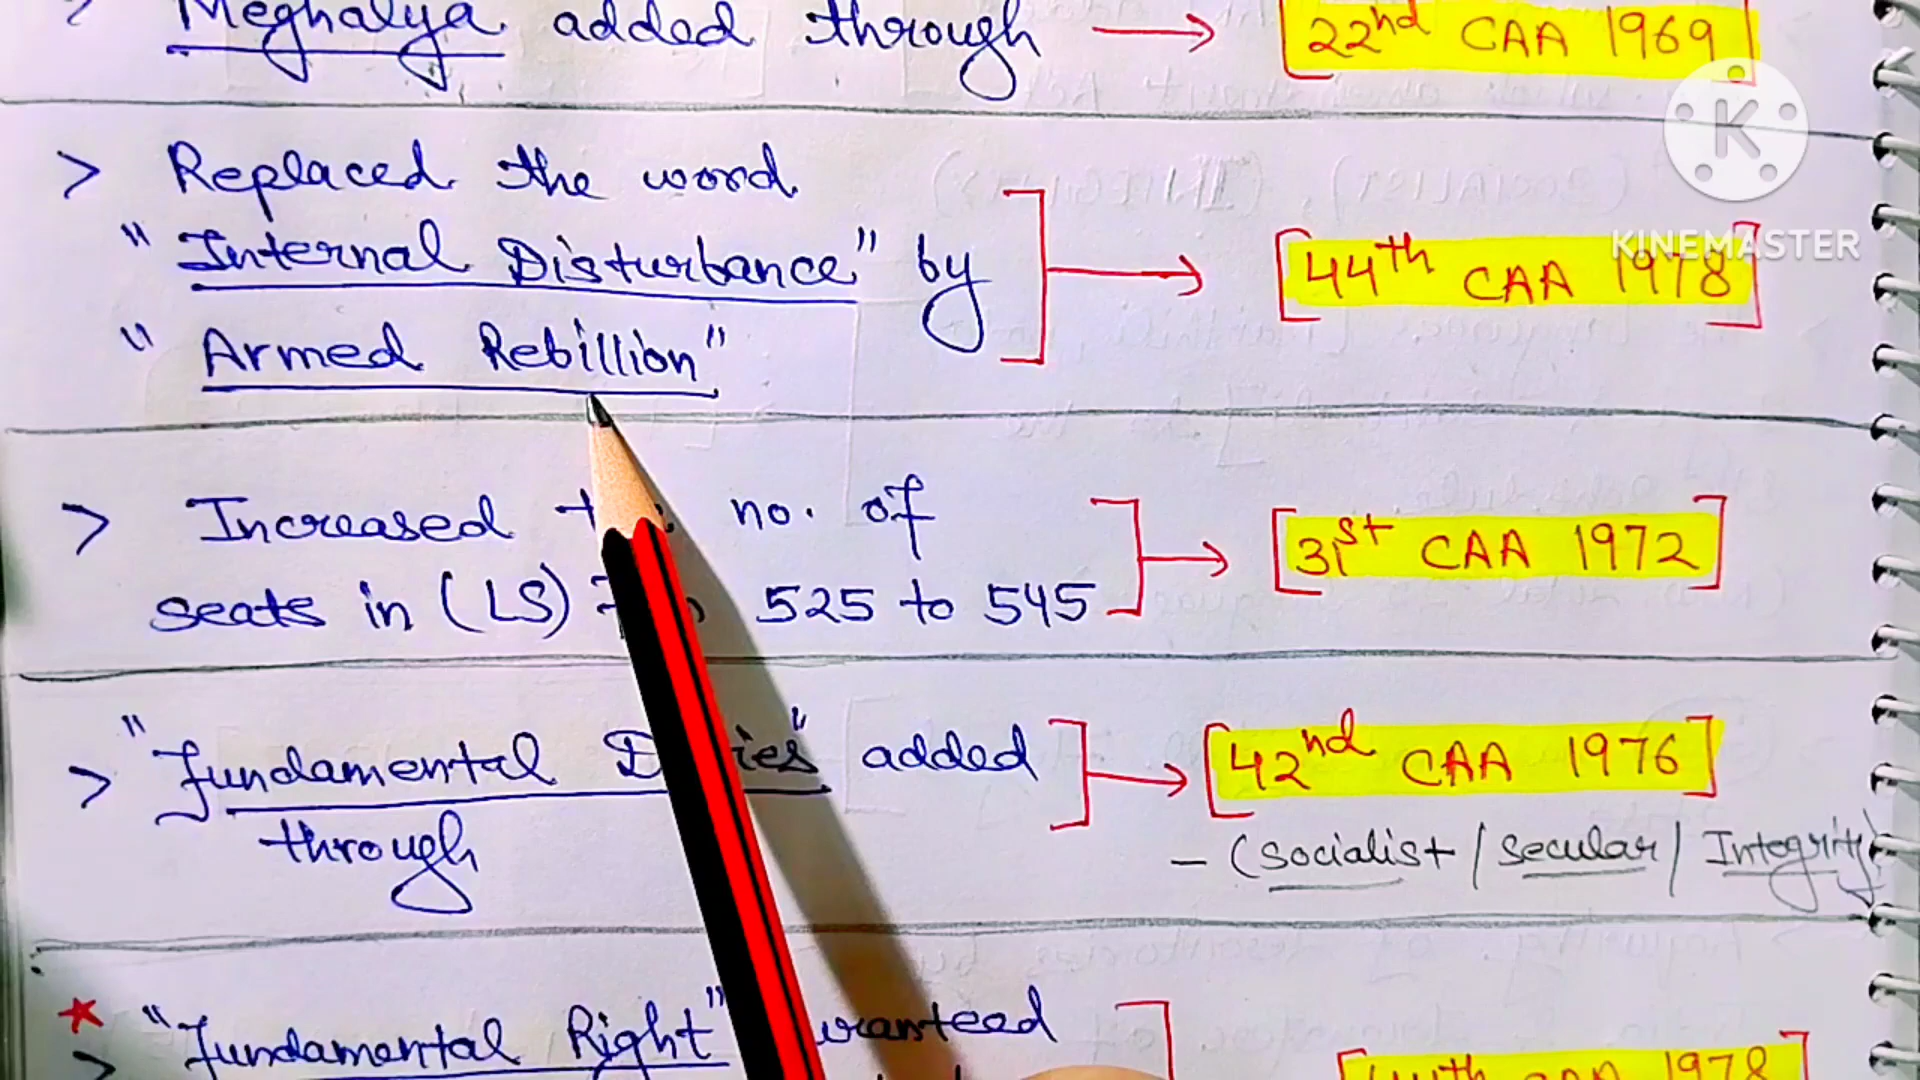 > Meghalya added through → [22nd CAA 1969]
KINEMASTER
> Replaced the word
"Internal Disturbance" by → [44th CAA 1978]
"Armed Rebillion"
> Increased no. of
seats in (LS) 525 to 545 → [31st CAA 1972]
> "Fundamental added → [42nd CAA 1976]
through
- (Socialist / Secular / Integrity)
* > "Fundamental Right"
CAA 1978]